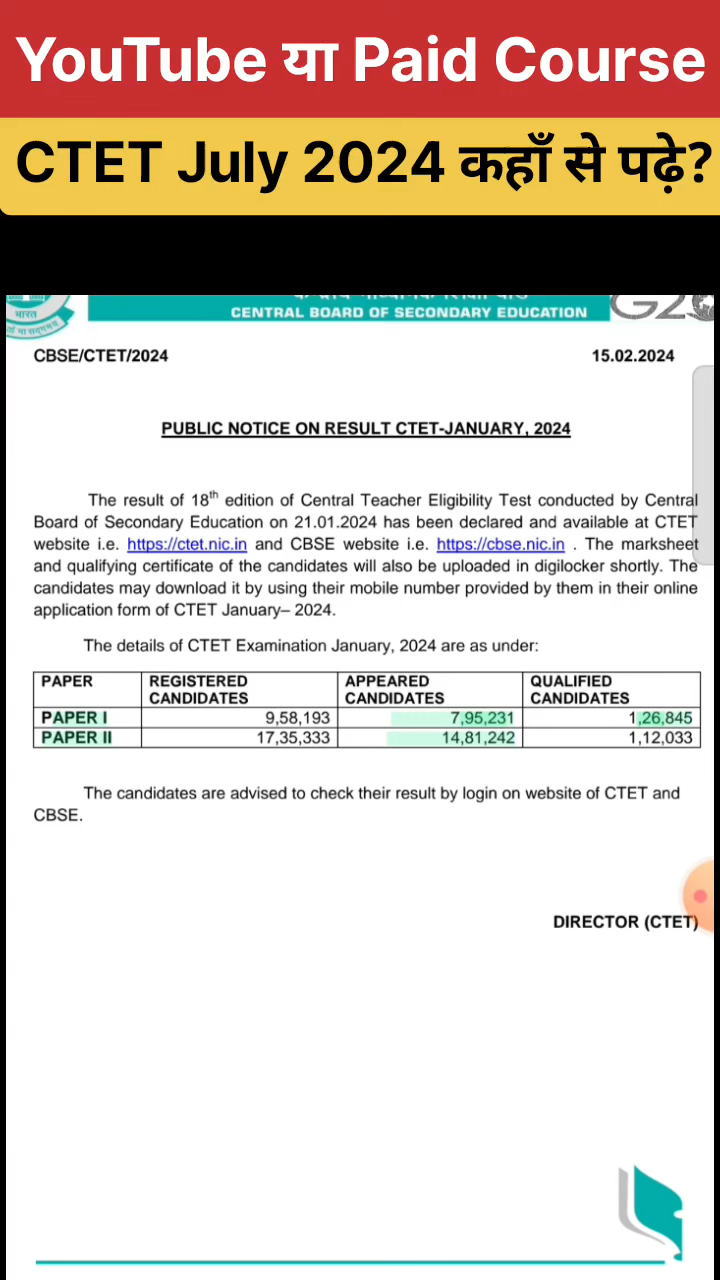 YouTube या Paid Course
CTET July 2024 कहाँ से पढ़े?
भारत
CENTRAL BOARD OF SECONDARY EDUCATION
G20
CBSE/CTET/2024 15.02.2024
PUBLIC NOTICE ON RESULT CTET-JANUARY, 2024
The result of 18th edition of Central Teacher Eligibility Test conducted by Central
Board of Secondary Education on 21.01.2024 has been declared and available at CTET
website i.e. https://ctet.nic.in and CBSE website i.e. https://cbse.nic.in . The marksheet
and qualifying certificate of the candidates will also be uploaded in digilocker shortly. The
candidates may download it by using their mobile number provided by them in their online
application form of CTET January– 2024.
The details of CTET Examination January, 2024 are as under:
PAPER REGISTERED CANDIDATES APPEARED CANDIDATES QUALIFIED CANDIDATES
PAPER I 9,58,193 7,95,231 1,26,845
PAPER II 17,35,333 14,81,242 1,12,033
The candidates are advised to check their result by login on website of CTET and
CBSE.
DIRECTOR (CTET)